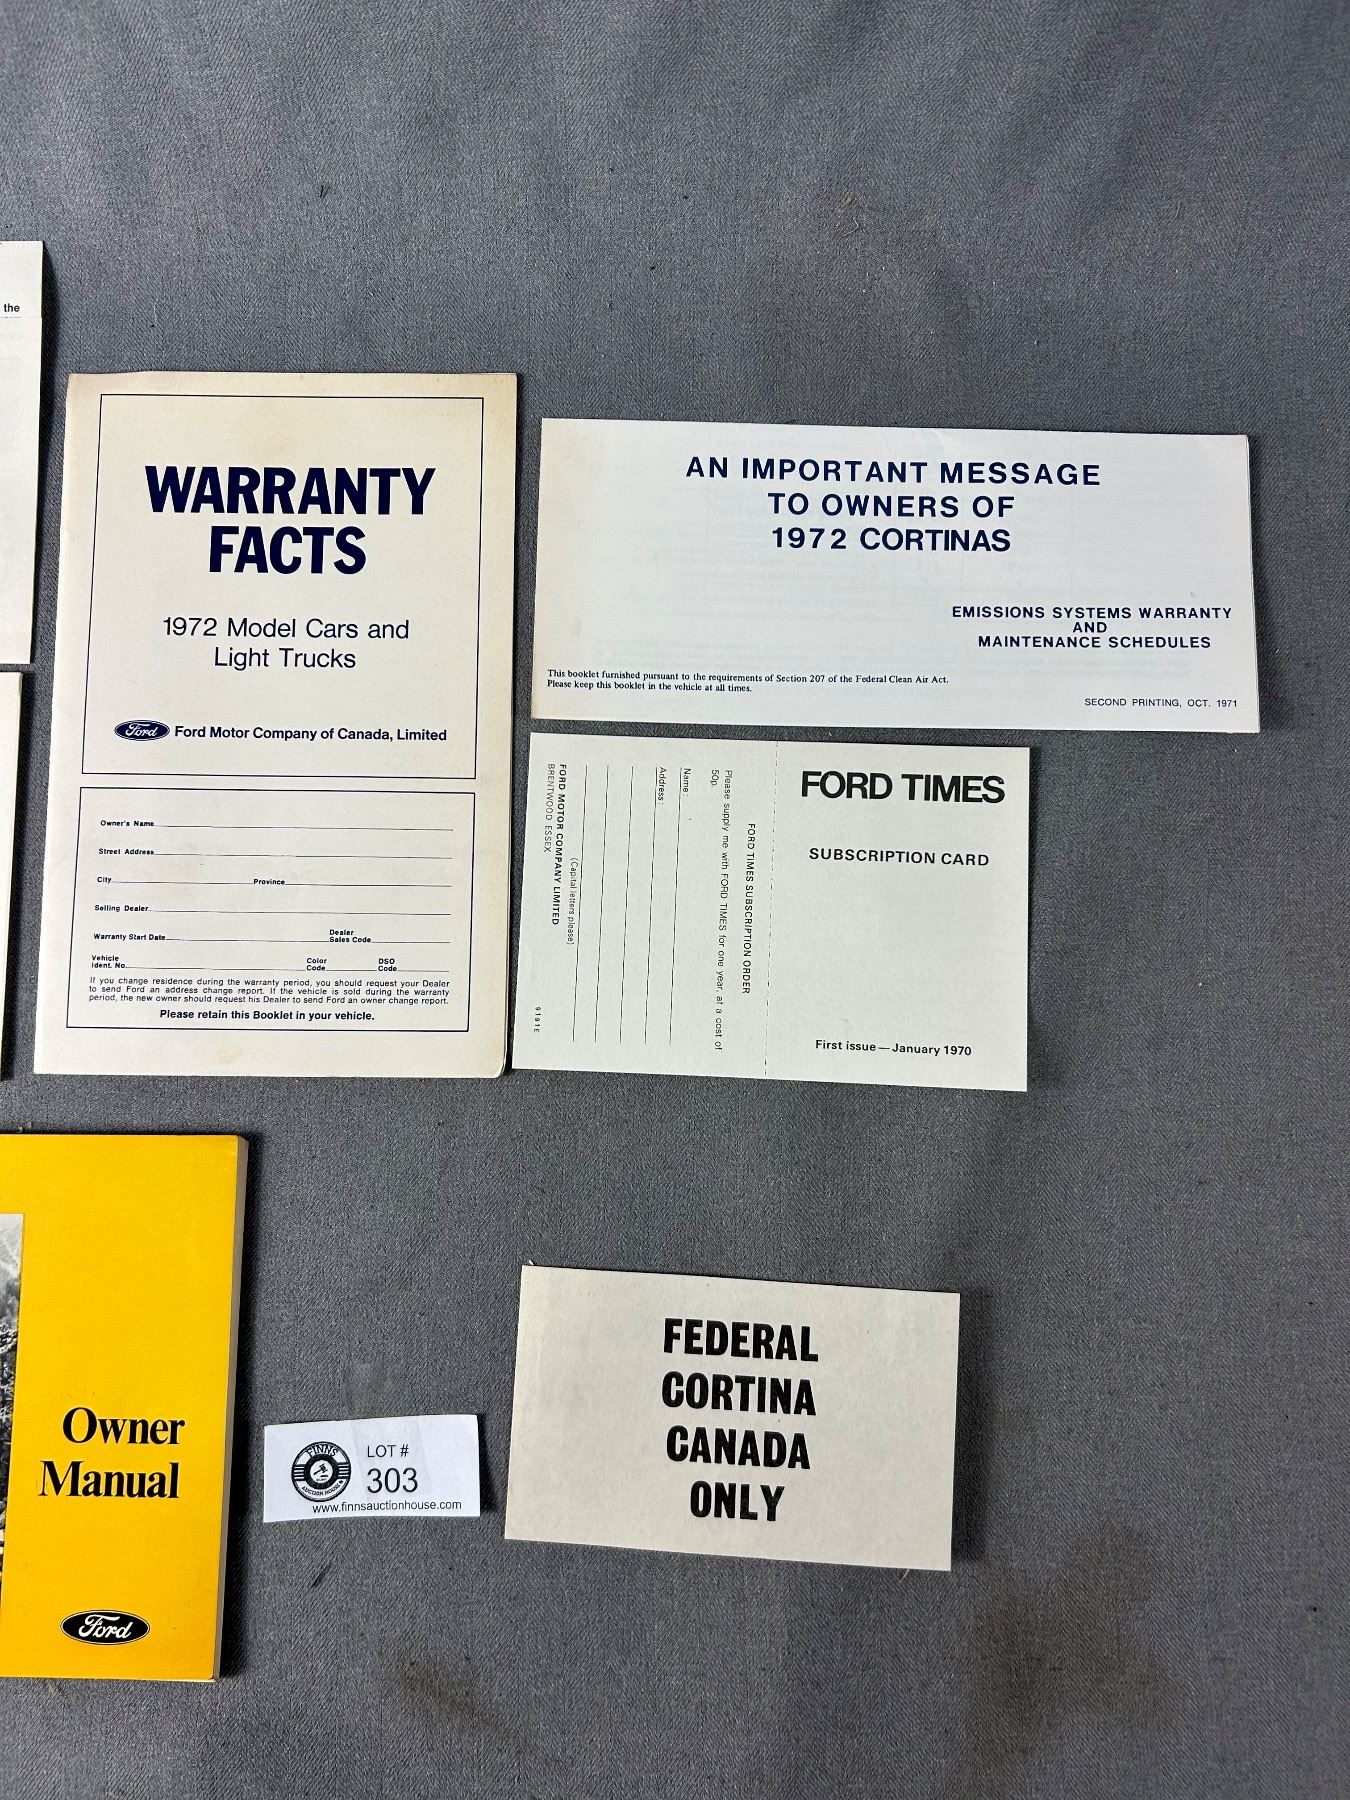 the
WARRANTY
FACTS
1972 Model Cars and
Light Trucks
Ford Ford Motor Company of Canada, Limited
Owner's Name
Street Address
City Province
Selling Dealer
Warranty Start Date Dealer Sales Code
Vehicle Ident. No. Color Code DSO Code
If you change residence during the warranty period, you should request your Dealer
to send Ford an address change report. If the vehicle is sold during the warranty
period, the new owner should request his Dealer to send Ford an owner change report.
Please retain this Booklet in your vehicle.
AN IMPORTANT MESSAGE
TO OWNERS OF
1972 CORTINAS
EMISSIONS SYSTEMS WARRANTY
AND
MAINTENANCE SCHEDULES
This booklet furnished pursuant to the requirements of Section 207 of the Federal Clean Air Act.
Please keep this booklet in the vehicle at all times.
SECOND PRINTING, OCT. 1971
FORD TIMES
SUBSCRIPTION CARD
First issue—January 1970
FORD TIMES SUBSCRIPTION ORDER
Please supply me with FORD TIMES for one year, at a cost of
50p.
Name:
Address:
(Capital letters please)
FORD MOTOR COMPANY LIMITED
BRENTWOOD ESSEX
9191E
Owner
Manual
Ford
FINNS
AUCTION HOUSE
LOT #
303
www.finnsauctionhouse.com
FEDERAL
CORTINA
CANADA
ONLY